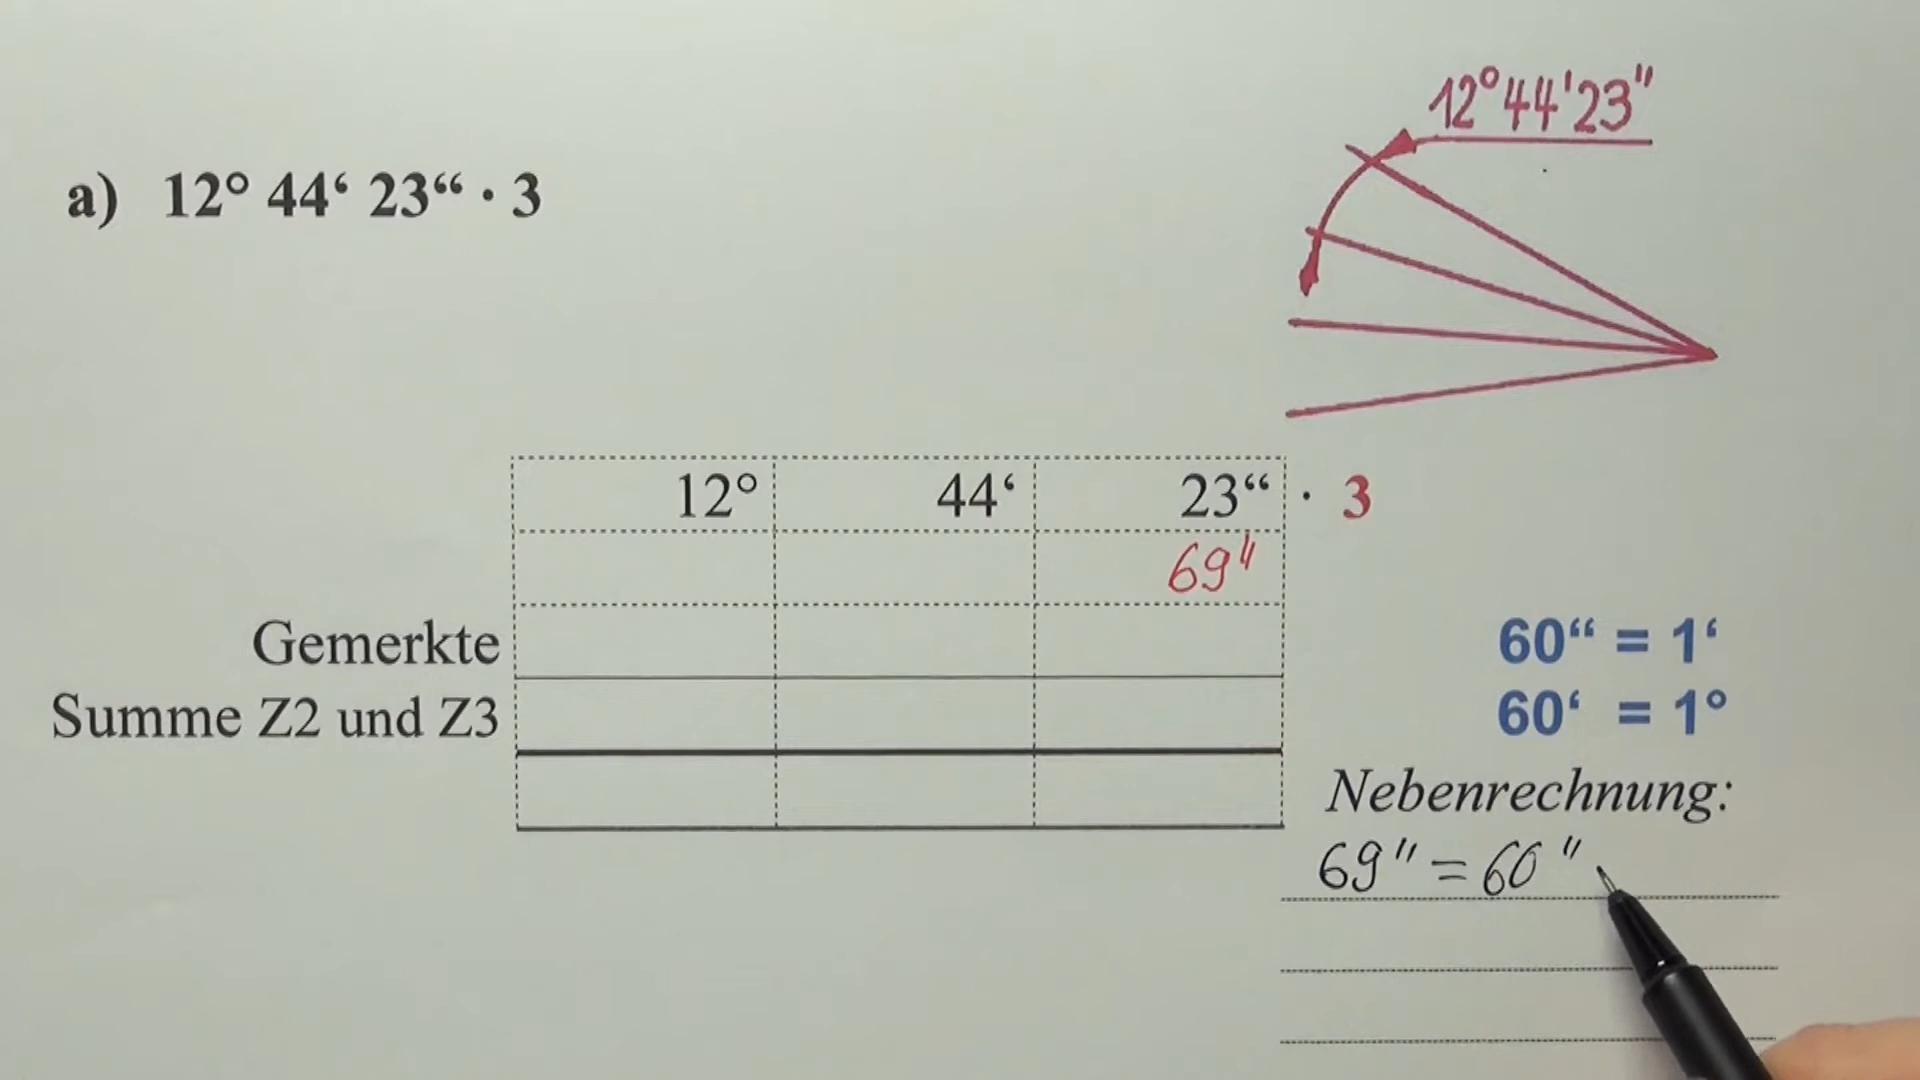 12° 44' 23"
a) 12° 44‘ 23“ · 3
12° 44‘ 23“ · 3
69"
Gemerkte
Summe Z2 und Z3
60“ = 1‘
60‘ = 1°
Nebenrechnung:
69" = 60"